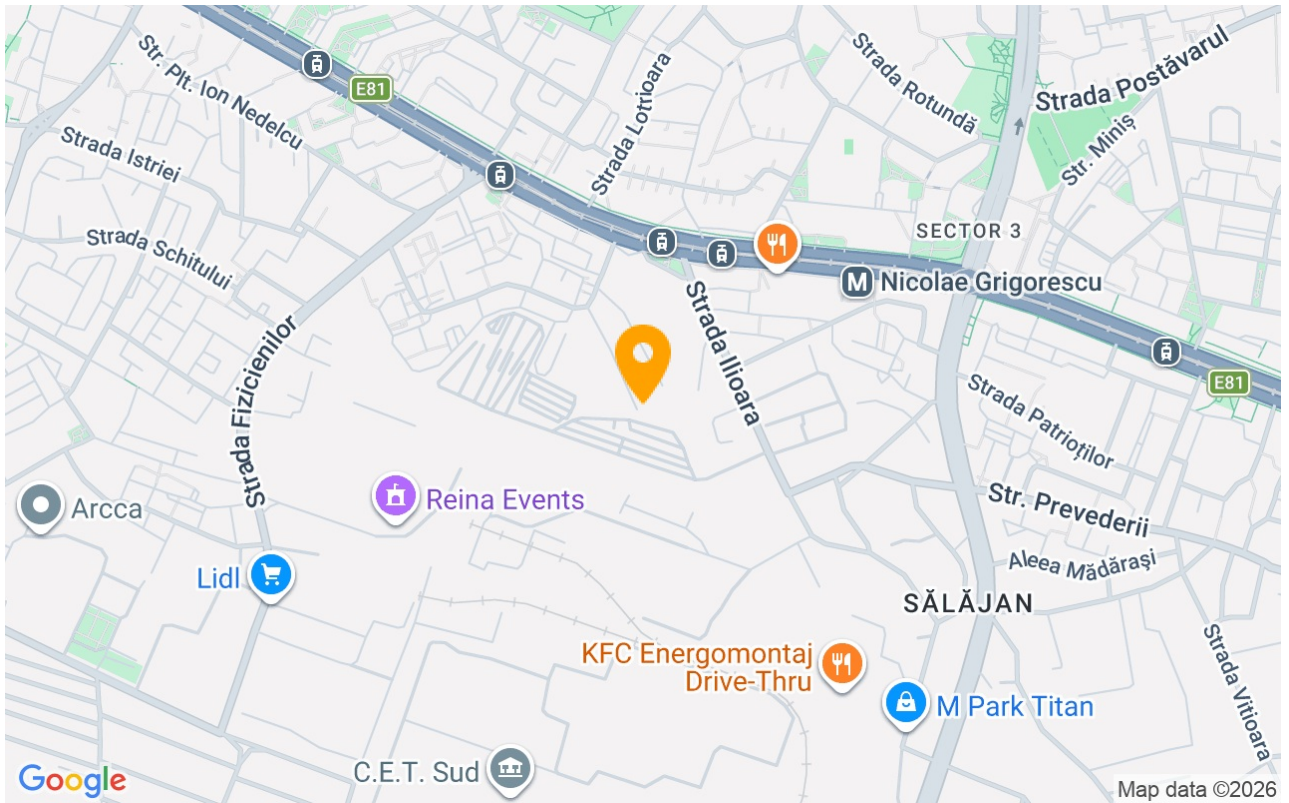 Str. Plt. Ion Nedelcu
E81
Strada Lotrioara
Strada Rotundă
Strada Postăvarul
Str. Miniș
Strada Istriei
SECTOR 3
Strada Schitului
M Nicolae Grigorescu
Strada Ilioara
Strada Fizicienilor
E81
Strada Patrioților
Arcca
Reina Events
Str. Prevederii
Aleea Mădărași
Lidl
SĂLĂJAN
KFC Energomontaj
Drive-Thru
M Park Titan
Strada Vitioara
C.E.T. Sud
Google
Map data ©2026